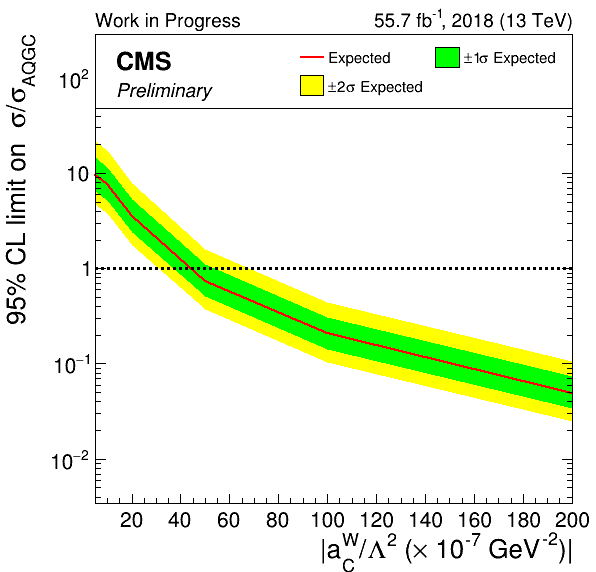 Work in Progress 55.7 fb⁻¹, 2018 (13 TeV)
CMS
Preliminary
Expected
±1σ Expected
±2σ Expected
95% CL limit on σ/σ_AQGC
10²
10
1
10⁻¹
10⁻²
20 40 60 80 100 120 140 160 180 200
|a_C^W/Λ² (× 10⁻⁷ GeV⁻²)|